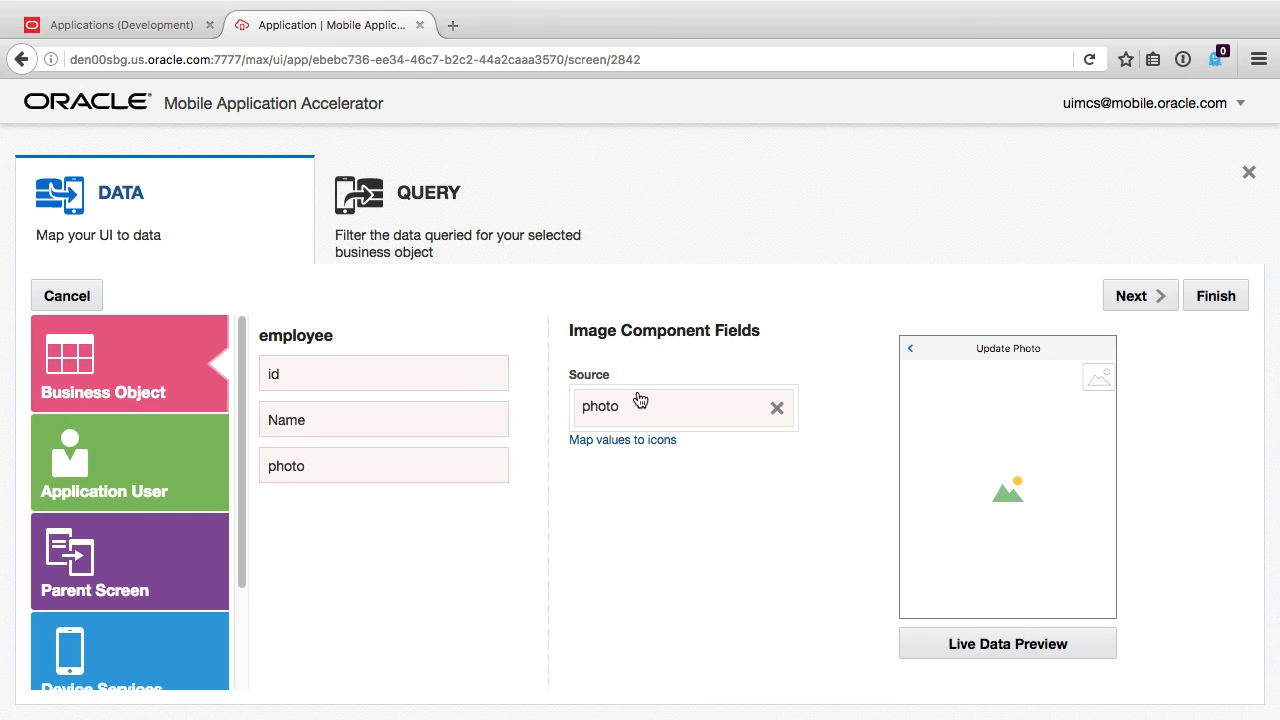 Applications (Development)
Application | Mobile Applic...
den00sbg.us.oracle.com:7777/max/ui/app/ebebc736-ee34-46c7-b2c2-44a2caaa3570/screen/2842
0
ORACLE® Mobile Application Accelerator
uimcs@mobile.oracle.com
DATA
Map your UI to data
QUERY
Filter the data queried for your selected
business object
Cancel
Next
Finish
Business Object
Application User
Parent Screen
Device Services
employee
id
Name
photo
Image Component Fields
Source
photo
Map values to icons
Update Photo
Live Data Preview